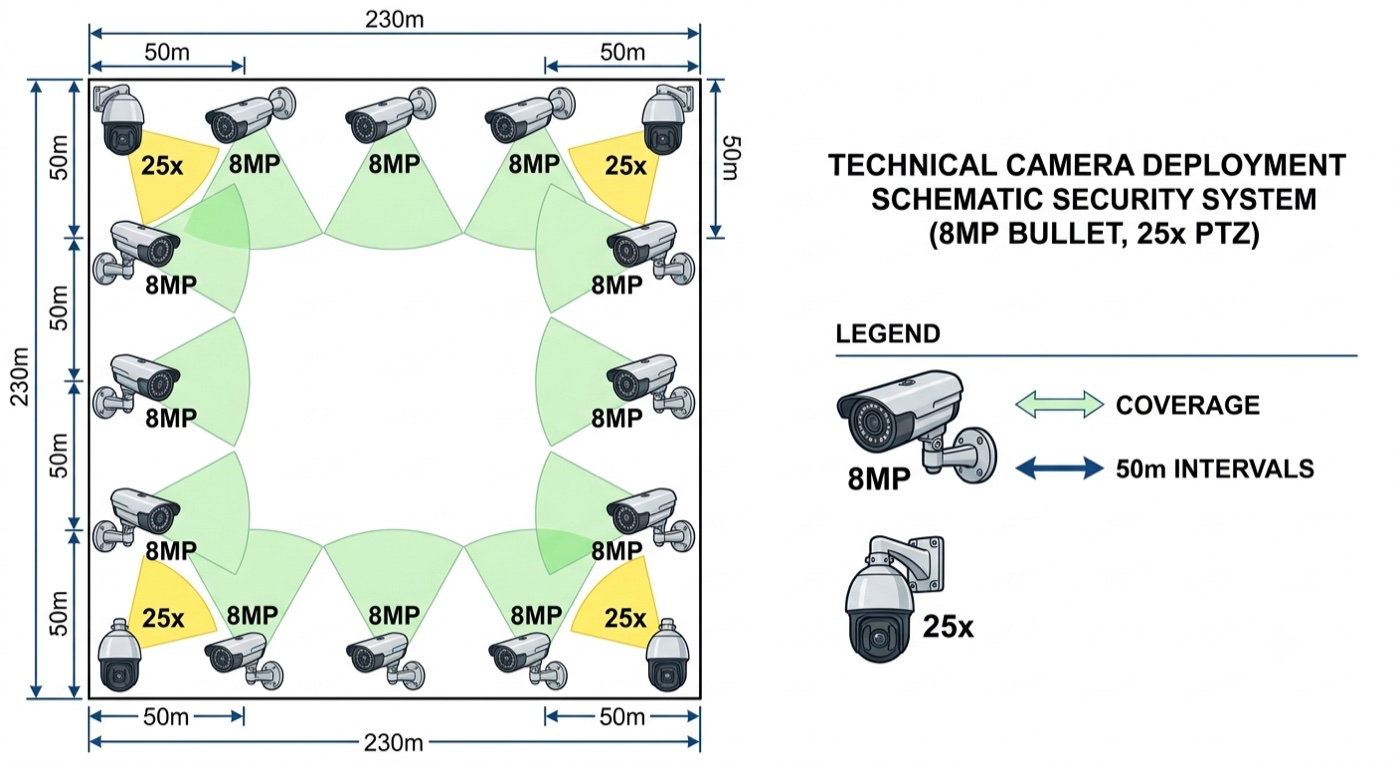 230m
50m
50m
50m
50m
50m
50m
50m
230m
25x
8MP
8MP
8MP
25x
8MP
8MP
8MP
8MP
8MP
8MP
25x
8MP
8MP
8MP
25x
50m
50m
230m
TECHNICAL CAMERA DEPLOYMENT
SCHEMATIC SECURITY SYSTEM
(8MP BULLET, 25x PTZ)
LEGEND
8MP
COVERAGE
50m INTERVALS
25x